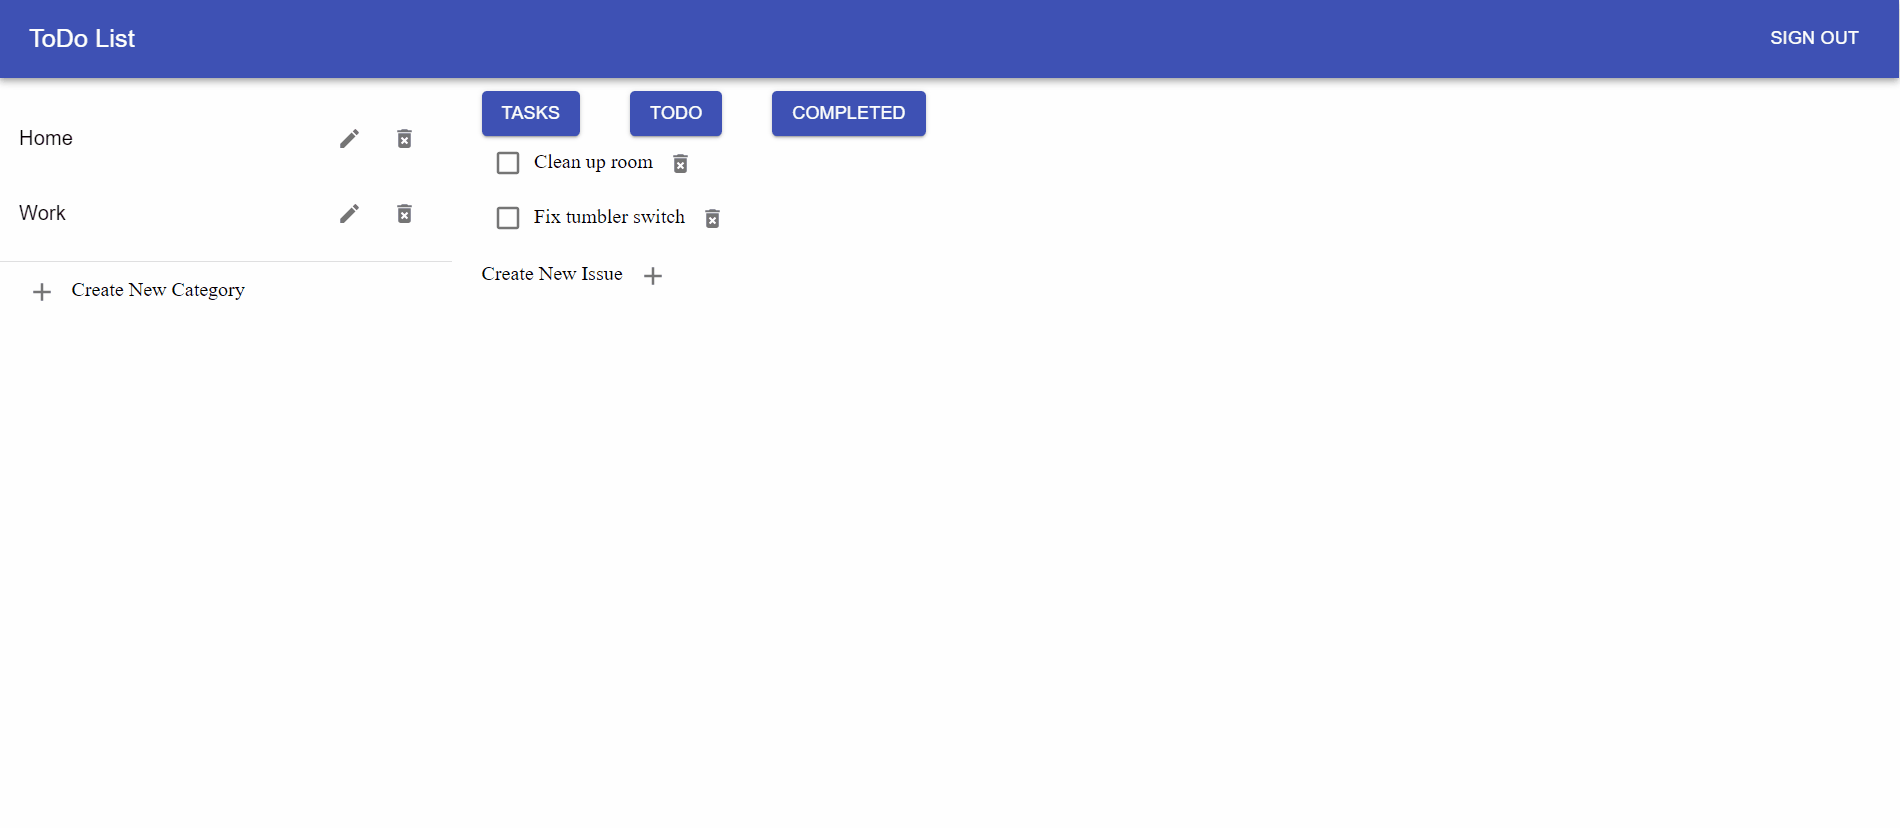 ToDo List
SIGN OUT
Home
Work
Create New Category
TASKS TODO COMPLETED
Clean up room
Fix tumbler switch
Create New Issue